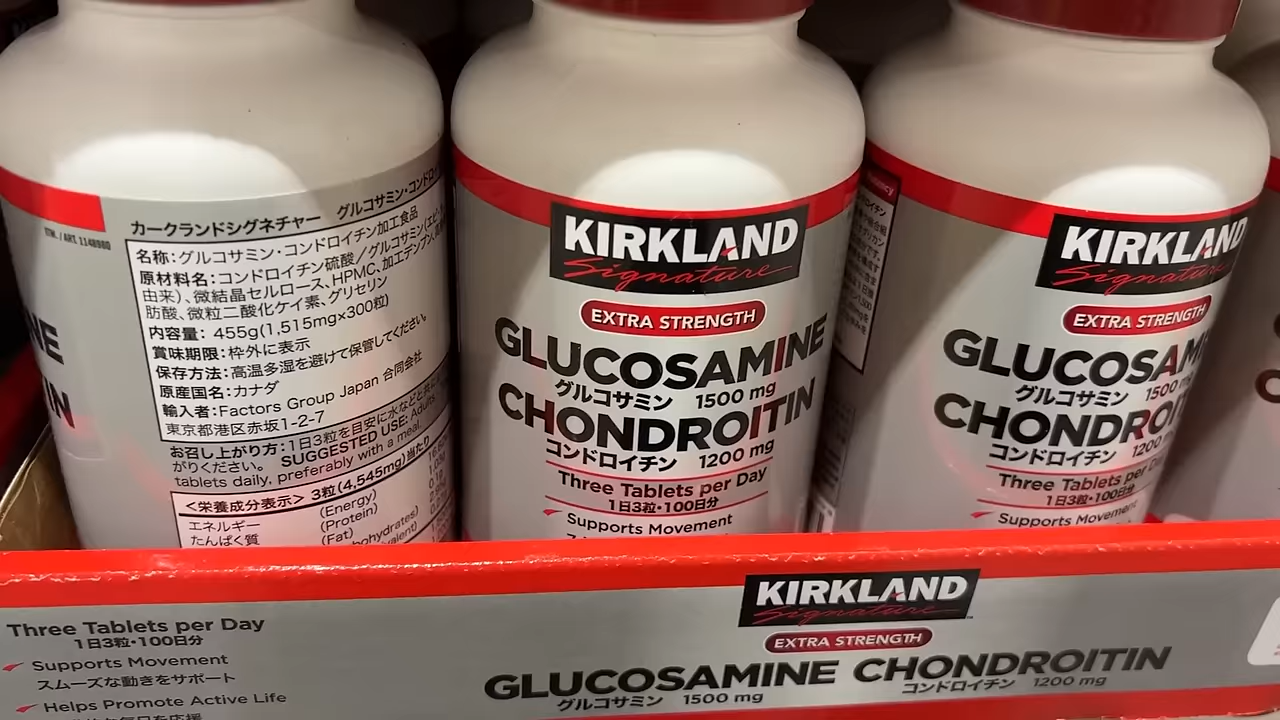 YTM. / ART. 1148980
カークランドシグネチャー グルコサミン・コンドロイ
名称:グルコサミン・コンドロイチン加工食品
原材料名:コンドロイチン硫酸/グルコサミン(エビ、
由来)、微結晶セルロース、HPMC、加工デンプン、
肪酸、微粒二酸化ケイ素、グリセリン
内容量: 455g(1,515mg×300粒)
賞味期限:枠外に表示
保存方法:高温多湿を避けて保管してください。
原産国名:カナダ
輸入者:Factors Group Japan 合同会社
東京都港区赤坂1-2-7
お召し上がり方:1日3粒を目安に水などと共に
がりください。 SUGGESTED USE: Adults
tablets daily, preferably with a meal.
<栄養成分表示> 3粒(4,545mg)当たり
エネルギー (Energy)
たんぱく質 (Protein)
(Fat)
KIRKLAND
Signature
EXTRA STRENGTH
GLUCOSAMINE
グルコサミン 1500 mg
CHONDROITIN
コンドロイチン 1200 mg
Three Tablets per Day
1日3粒・100日分
Supports Movement
KIRKLAND
Signature
EXTRA STRENGTH
GLUCOSAM
グルコサミン 1500 mg
CHONDROIT
コンドロイチン 1200
Three Tablets per D
1日3粒・100日分
Supports Movement
Three Tablets per Day
1日3粒・100日分
Supports Movement
スムーズな動きをサポート
Helps Promote Active Life
KIRKLAND
Signature
EXTRA STRENGTH
GLUCOSAMINE CHONDROITIN
グルコサミン 1500 mg コンドロイチン 1200 mg